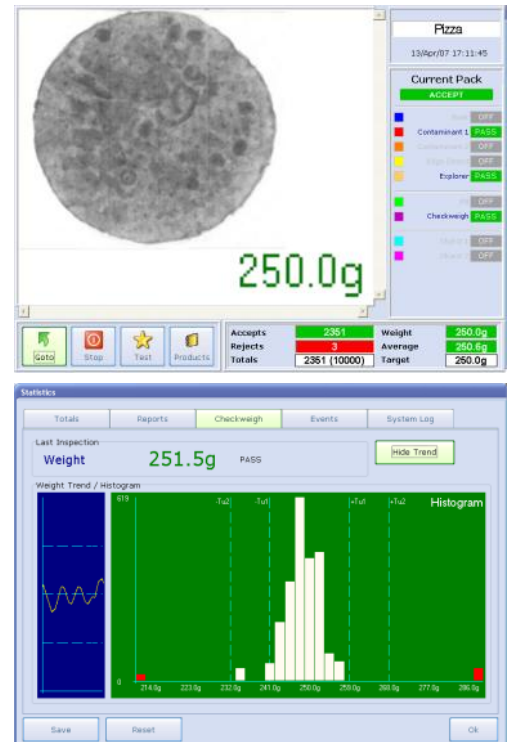 Pizza
13/Apr/07 17:11:45
Current Pack
ACCEPT
OFF
Contaminant 1 PASS
OFF
OFF
Explorer PASS
OFF
Checkweigh PASS
OFF
OFF
250.0g
Goto Stop Test Products
Accepts 2351 Weight 250.0g
Rejects 3 Average 250.6g
Totals 2351 (10000) Target 250.0g
Statistics
Totals Reports Checkweigh Events System Log
Last Inspection
Weight 251.5g PASS
Hide Trend
Weight Trend / Histogram
619 -Tu2 -Tu1 +Tu1 +Tu2 Histogram
0
214.0g 223.0g 232.0g 241.0g 250.0g 259.0g 268.0g 277.0g 286.0g
Save Reset Ok